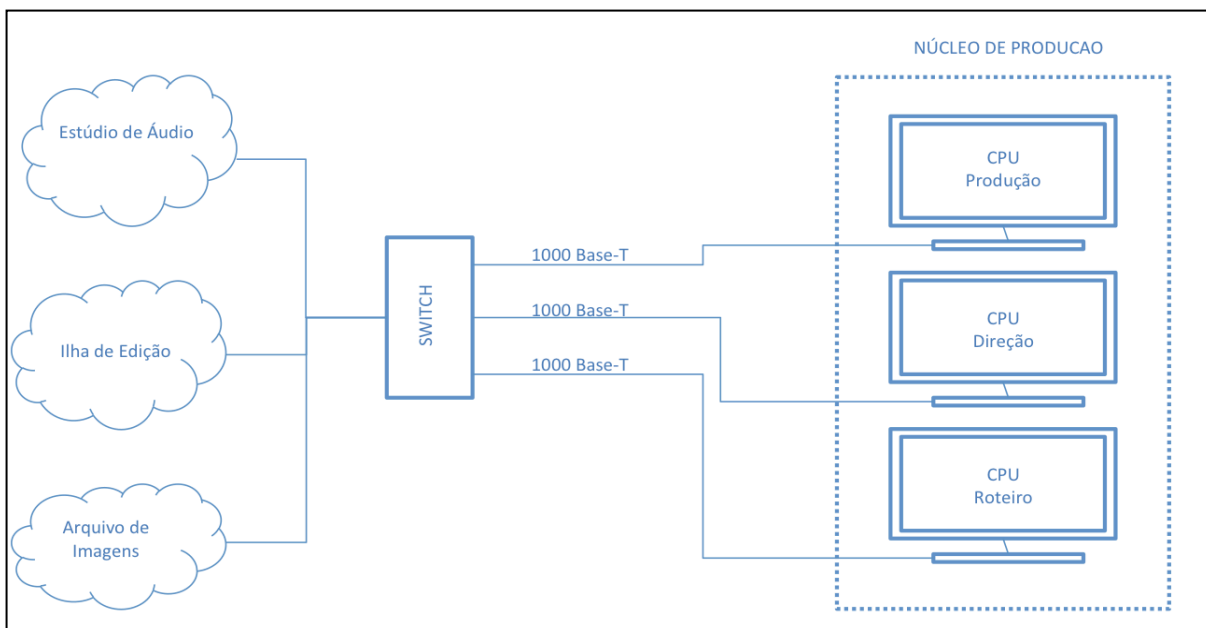 NÚCLEO DE PRODUCAO
Estúdio de Áudio
Ilha de Edição
Arquivo de
Imagens
SWITCH
1000 Base-T
1000 Base-T
1000 Base-T
CPU
Produção
CPU
Direção
CPU
Roteiro